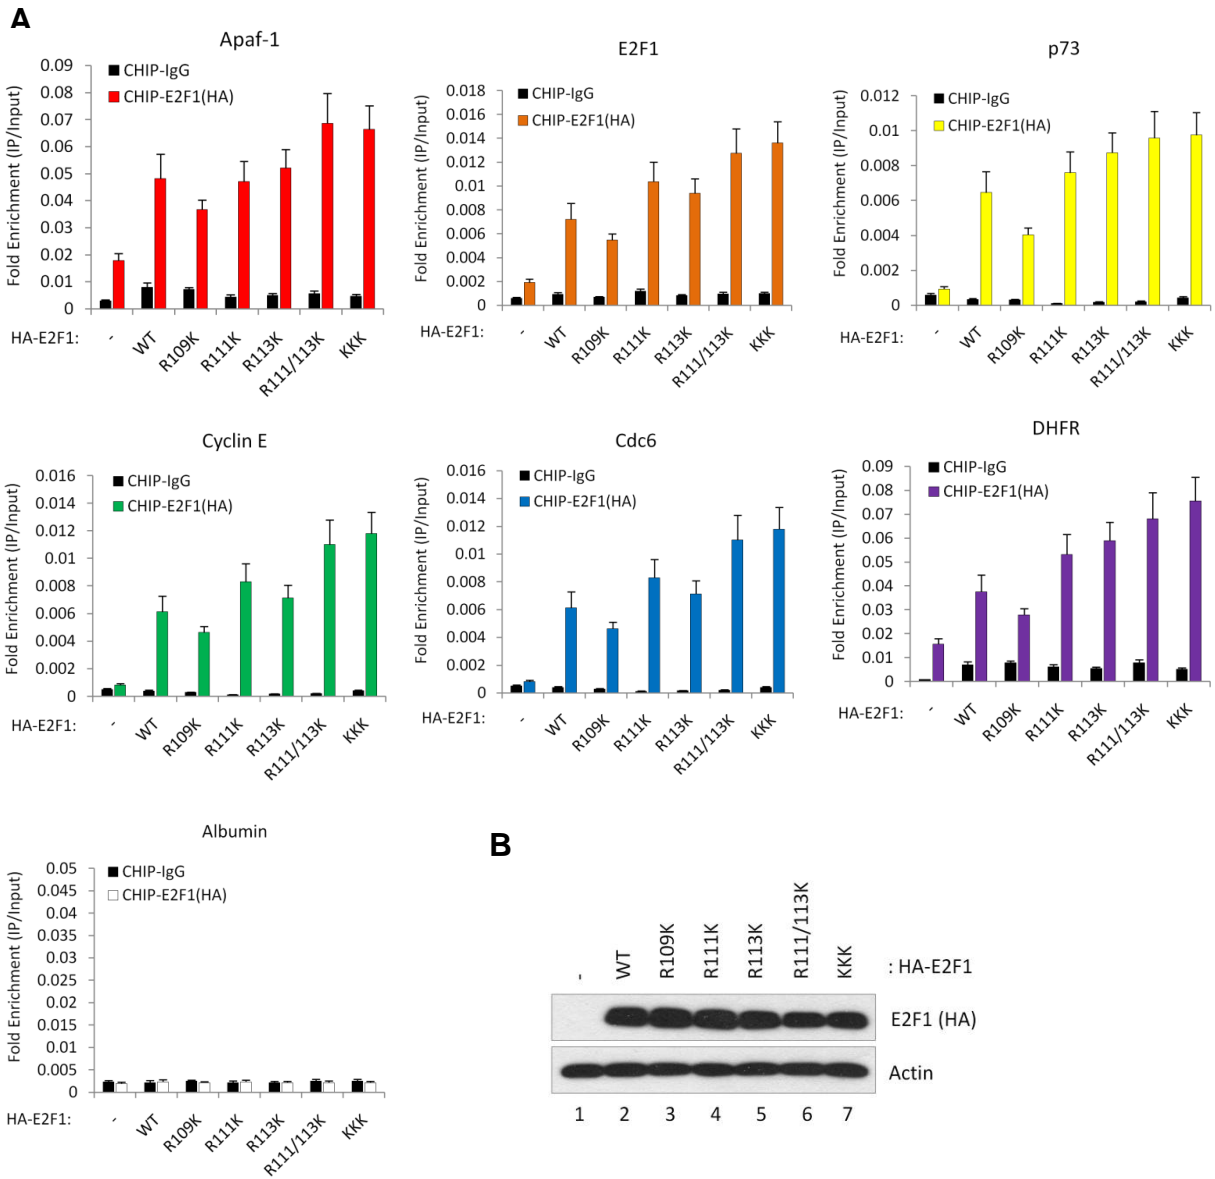 A
Apaf-1
Fold Enrichment (IP/Input)
0.09
0.08
0.07
0.06
0.05
0.04
0.03
0.02
0.01
0
CHIP-IgG
CHIP-E2F1(HA)
HA-E2F1:
- WT R109K R111K R113K R111/113K KKK
E2F1
Fold Enrichment (IP/Input)
0.018
0.016
0.014
0.012
0.01
0.008
0.006
0.004
0.002
0
CHIP-IgG
CHIP-E2F1(HA)
HA-E2F1:
- WT R109K R111K R113K R111/113K KKK
p73
Fold Enrichment (IP/Input)
0.012
0.01
0.008
0.006
0.004
0.002
0
CHIP-IgG
CHIP-E2F1(HA)
HA-E2F1:
- WT R109K R111K R113K R111/113K KKK
Cyclin E
Fold Enrichment (IP/Input)
0.016
0.014
0.012
0.01
0.008
0.006
0.004
0.002
0
CHIP-IgG
CHIP-E2F1(HA)
HA-E2F1:
- WT R109K R111K R113K R111/113K KKK
Cdc6
Fold Enrichment (IP/Input)
0.016
0.014
0.012
0.01
0.008
0.006
0.004
0.002
0
CHIP-IgG
CHIP-E2F1(HA)
HA-E2F1:
- WT R109K R111K R113K R111/113K KKK
DHFR
Fold Enrichment (IP/Input)
0.09
0.08
0.07
0.06
0.05
0.04
0.03
0.02
0.01
0
CHIP-IgG
CHIP-E2F1(HA)
HA-E2F1:
- WT R109K R111K R113K R111/113K KKK
Albumin
Fold Enrichment (IP/Input)
0.05
0.045
0.04
0.035
0.03
0.025
0.02
0.015
0.01
0.005
0
CHIP-IgG
CHIP-E2F1(HA)
HA-E2F1:
- WT R109K R111K R113K R111/113K KKK
B
- WT R109K R111K R113K R111/113K KKK : HA-E2F1
E2F1 (HA)
Actin
1 2 3 4 5 6 7